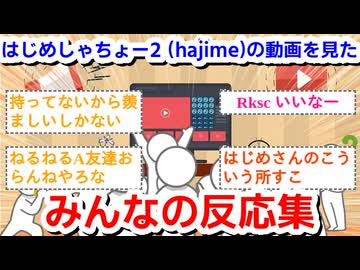 はじめしゃちょー2 (hajime)の動画を見た
持ってないから羨
ましいしかない
Rksc いいなー
ねるねるA友達お
らんねやろな
はじめさんのこう
いう所すこ
みんなの反応集